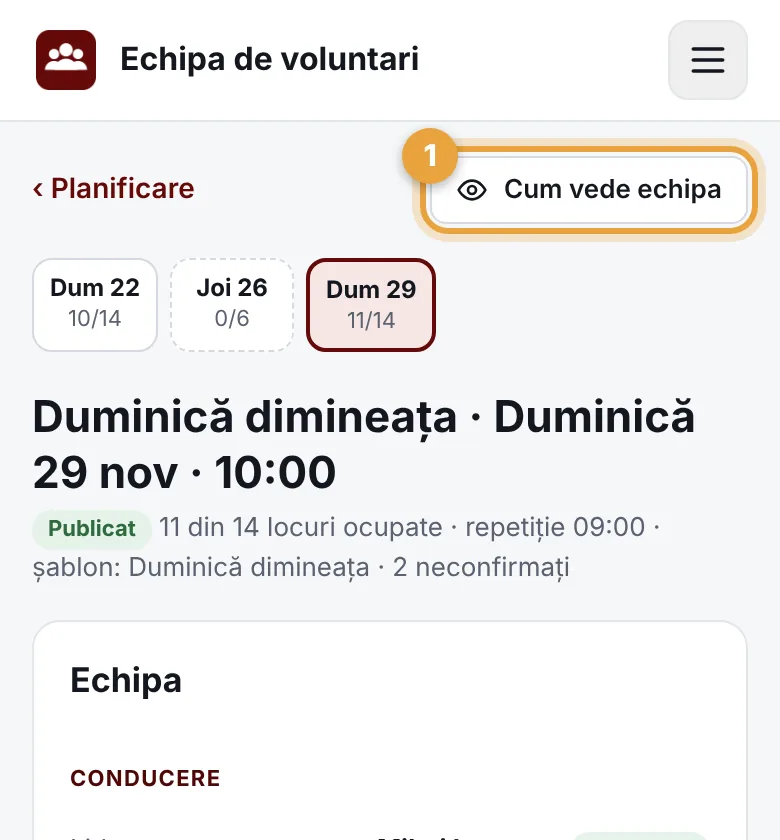 Echipa de voluntari
1
‹ Planificare
Cum vede echipa
Dum 22
10/14
Joi 26
0/6
Dum 29
11/14
Duminică dimineața · Duminică
29 nov · 10:00
Publicat 11 din 14 locuri ocupate · repetiție 09:00 ·
șablon: Duminică dimineața · 2 neconfirmați
Echipa
CONDUCERE